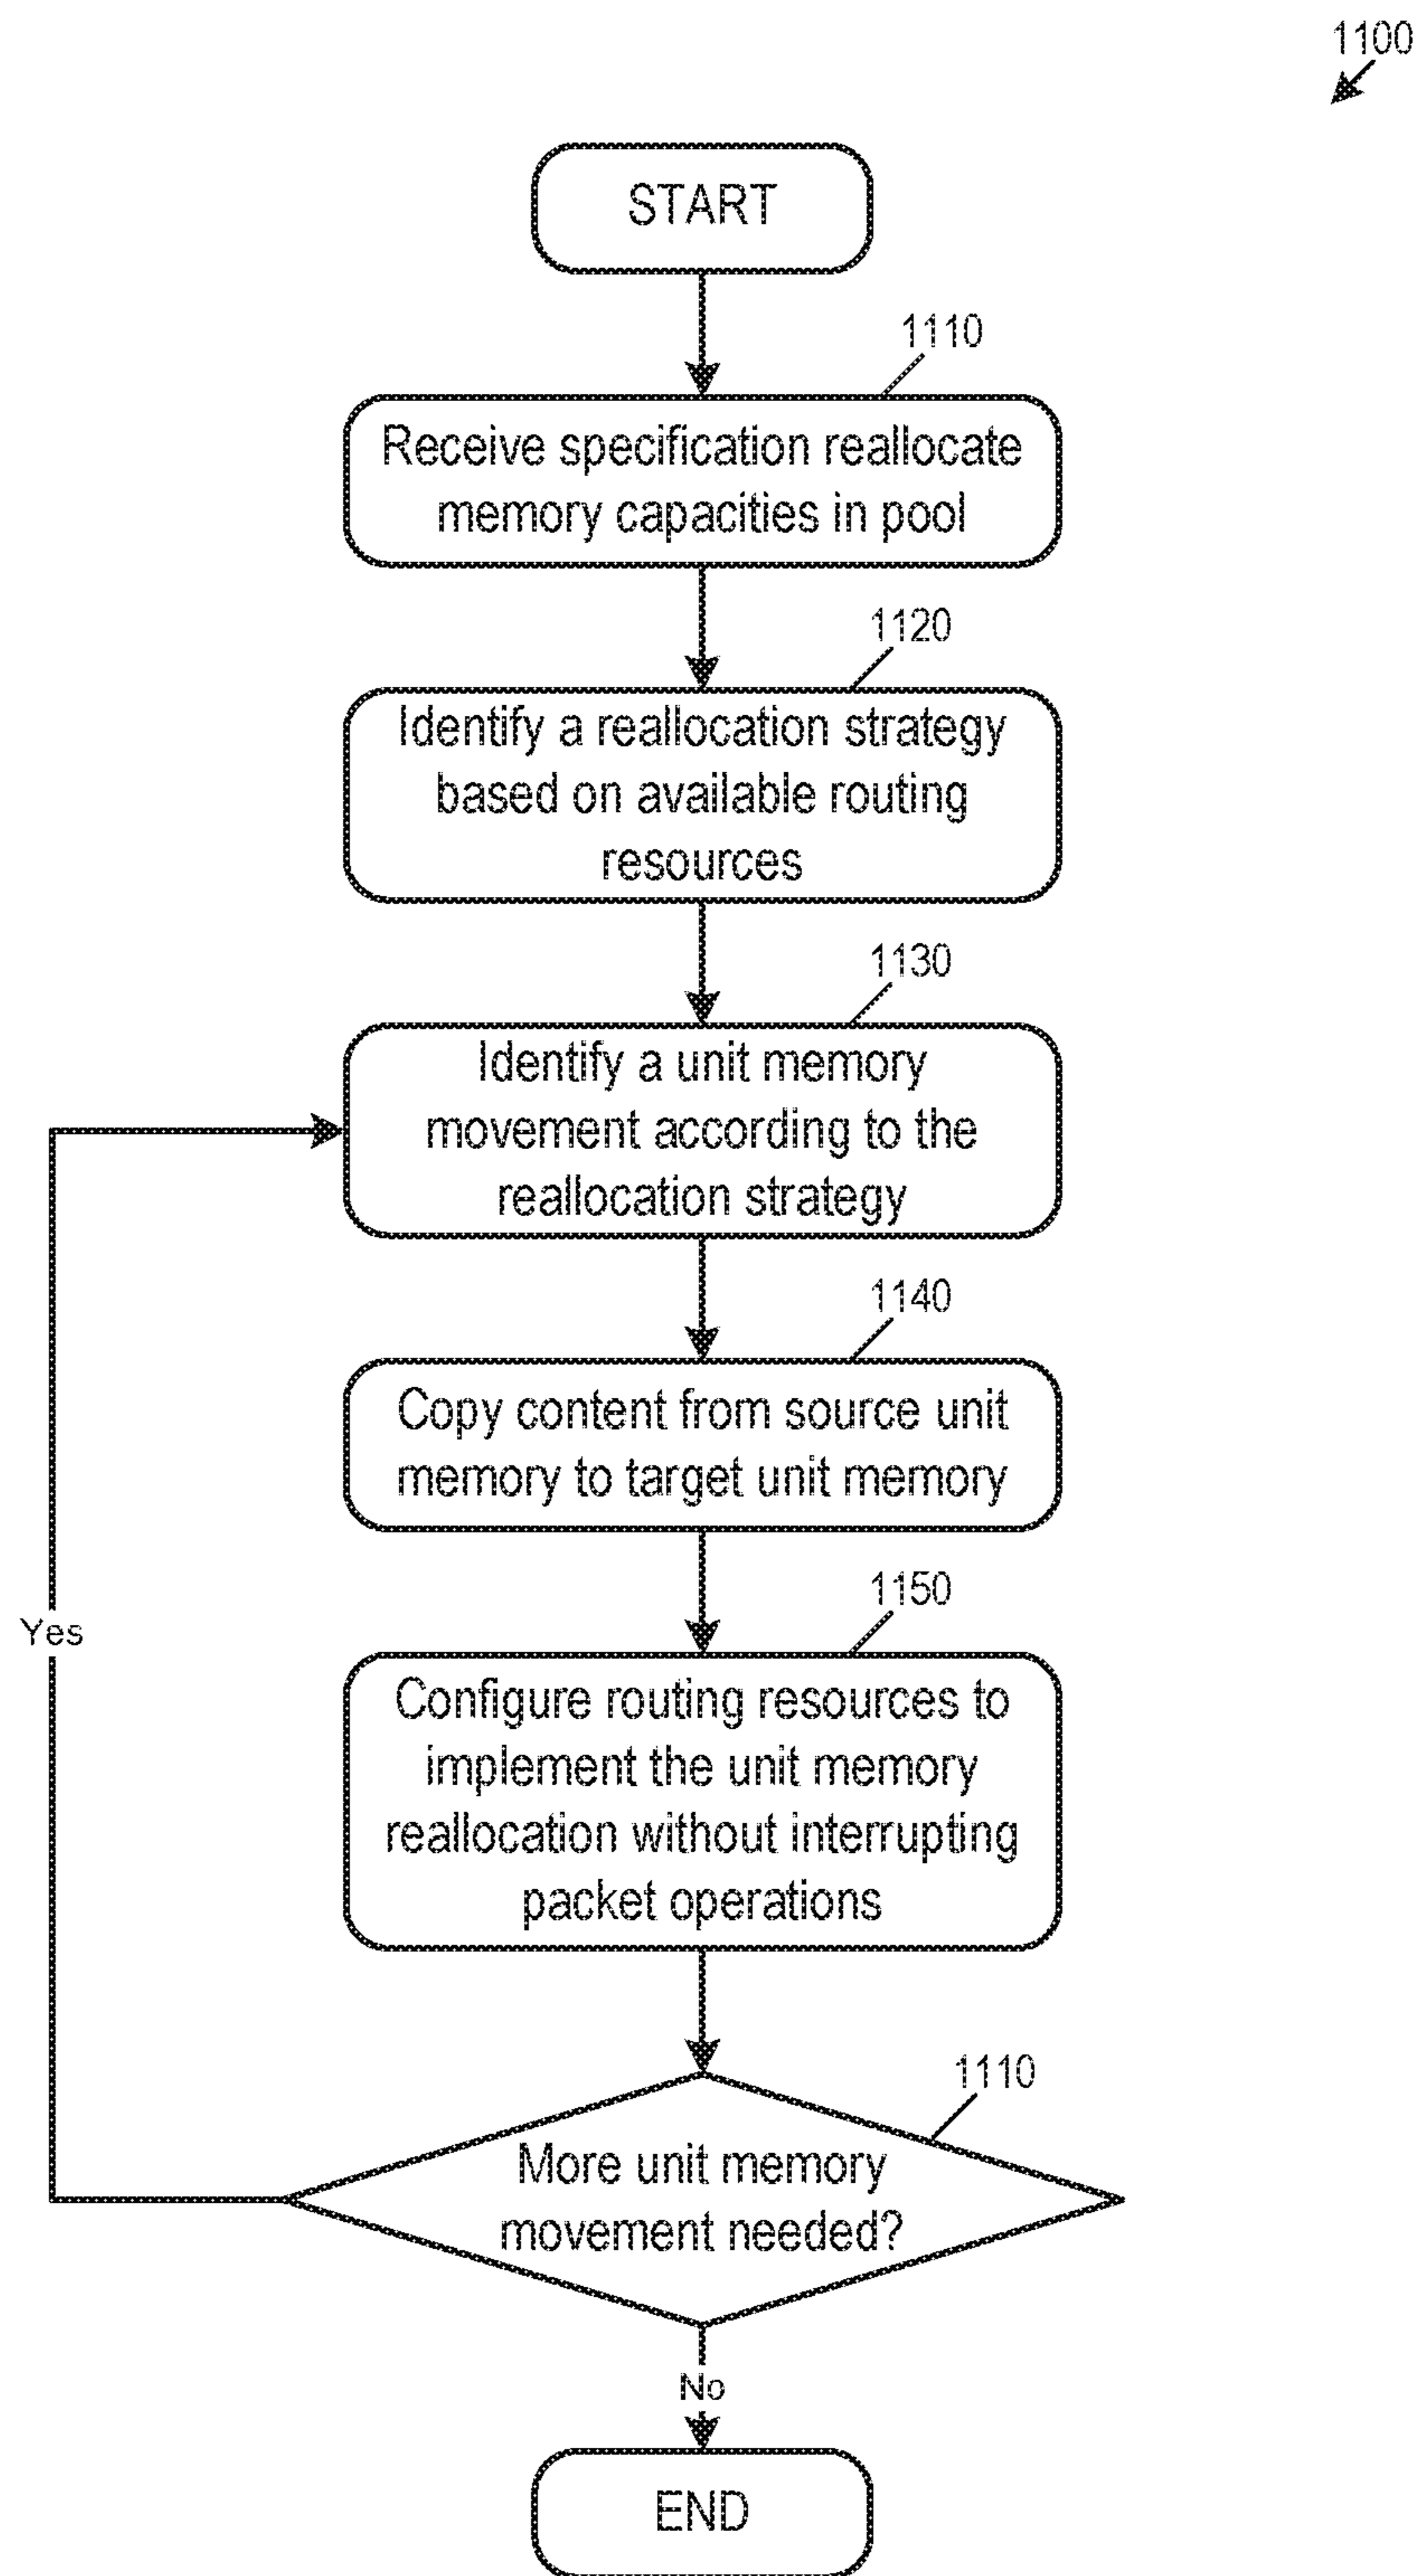 1100
START
1110
Receive specification reallocate
memory capacities in pool
1120
Identify a reallocation strategy
based on available routing
resources
1130
Identify a unit memory
movement according to the
reallocation strategy
1140
Copy content from source unit
memory to target unit memory
1150
Configure routing resources to
implement the unit memory
reallocation without interrupting
packet operations
Yes
1110
More unit memory
movement needed?
No
END